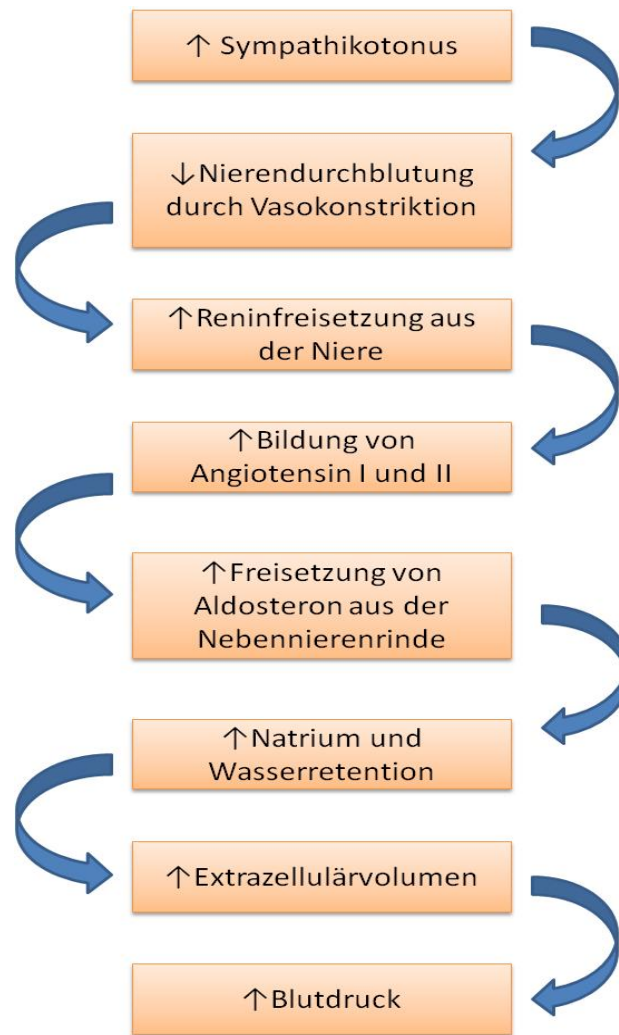 ↑ Sympathikotonus
↓Nierendurchblutung
durch Vasokonstriktion
↑Reninfreisetzung aus
der Niere
↑Bildung von
Angiotensin I und II
↑Freisetzung von
Aldosteron aus der
Nebennierenrinde
↑Natrium und
Wasserretention
↑Extrazellulärvolumen
↑Blutdruck